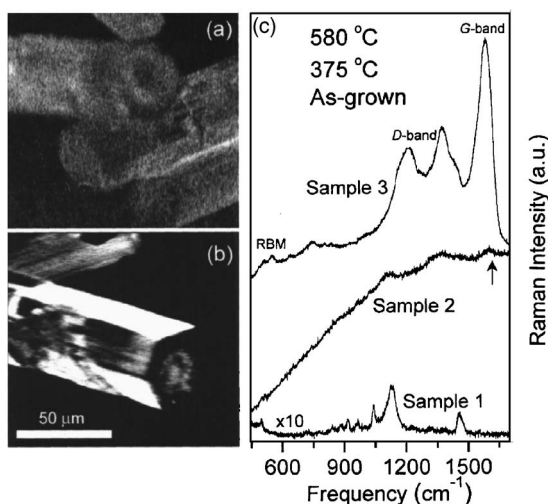 (a)
(b)
50 μm
(c)
580 °C
375 °C
As-grown
G-band
D-band
Sample 3
RBM
Sample 2
Sample 1
x10
600 900 1200 1500
Frequency (cm⁻¹)
Raman Intensity (a.u.)